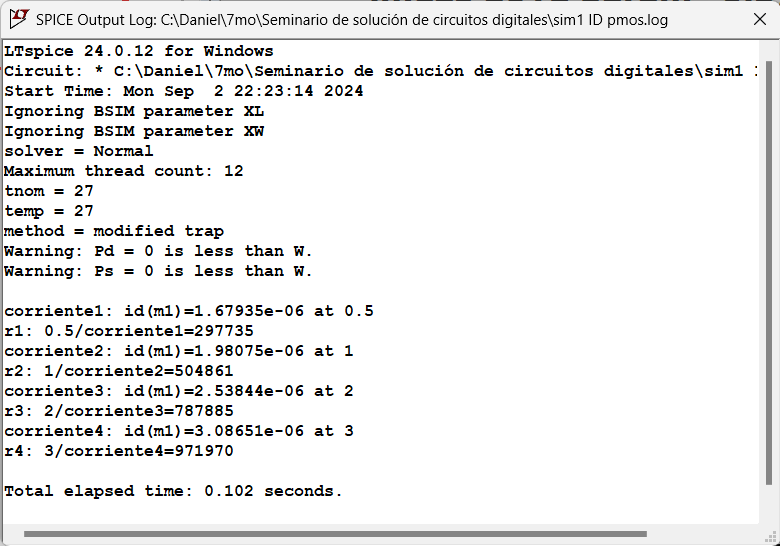 SPICE Output Log: C:\Daniel\7mo\Seminario de solución de circuitos digitales\sim1 ID pmos.log
LTspice 24.0.12 for Windows
Circuit: * C:\Daniel\7mo\Seminario de solución de circuitos digitales\sim1
Start Time: Mon Sep  2 22:23:14 2024
Ignoring BSIM parameter XL
Ignoring BSIM parameter XW
solver = Normal
Maximum thread count: 12
tnom = 27
temp = 27
method = modified trap
Warning: Pd = 0 is less than W.
Warning: Ps = 0 is less than W.
corriente1: id(m1)=1.67935e-06 at 0.5
r1: 0.5/corriente1=297735
corriente2: id(m1)=1.98075e-06 at 1
r2: 1/corriente2=504861
corriente3: id(m1)=2.53844e-06 at 2
r3: 2/corriente3=787885
corriente4: id(m1)=3.08651e-06 at 3
r4: 3/corriente4=971970
Total elapsed time: 0.102 seconds.